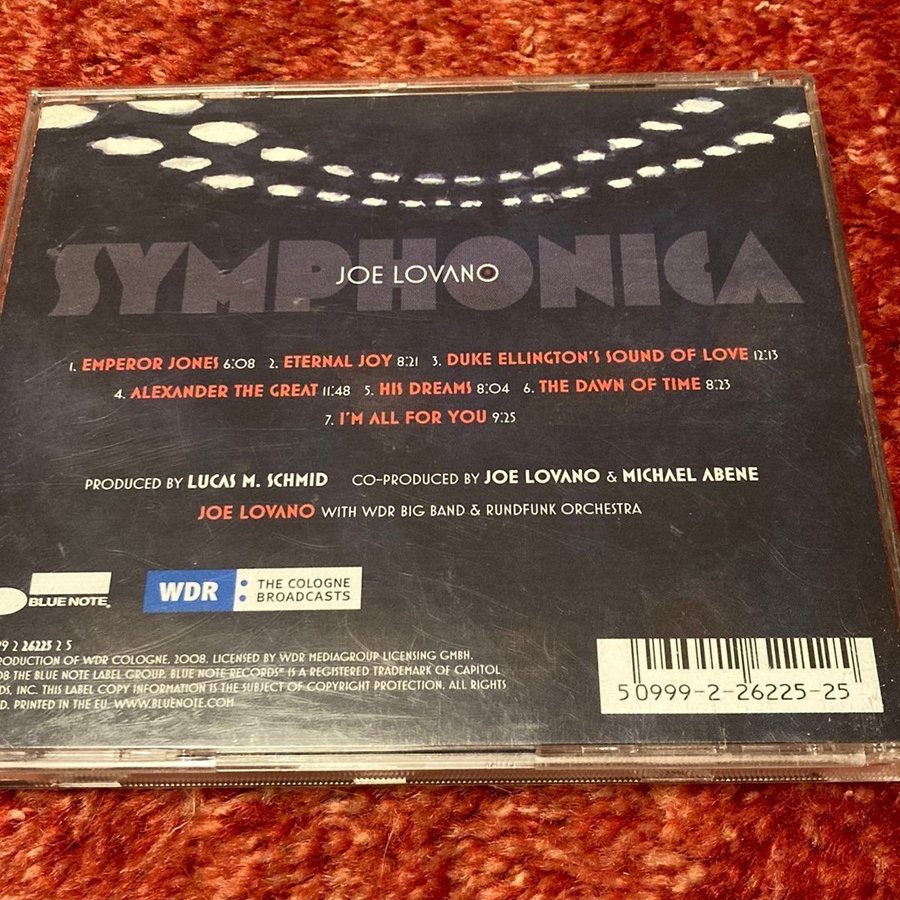 SYMPHONICA
JOE LOVANO
1. EMPEROR JONES 6:08 2. ETERNAL JOY 8:21 3. DUKE ELLINGTON'S SOUND OF LOVE 12:13
4. ALEXANDER THE GREAT 11:48 5. HIS DREAMS 8:04 6. THE DAWN OF TIME 8:23
7. I'M ALL FOR YOU 9:25
PRODUCED BY LUCAS M. SCHMID CO-PRODUCED BY JOE LOVANO & MICHAEL ABENE
JOE LOVANO WITH WDR BIG BAND & RUNDFUNK ORCHESTRA
BLUE NOTE
WDR: THE COLOGNE
BROADCASTS
2 26225 2 5
OF WDR COLOGNE, 2008. LICENSED BY WDR MEDIAGROUP LICENSING GMBH.
THE BLUE NOTE LABEL GROUP. BLUE NOTE RECORDS® IS A REGISTERED TRADEMARK OF CAPITOL
INC. THIS LABEL COPY INFORMATION IS THE SUBJECT OF COPYRIGHT PROTECTION. ALL RIGHTS
PRINTED IN THE EU. WWW.BLUENOTE.COM
5 0999-2-26225-25